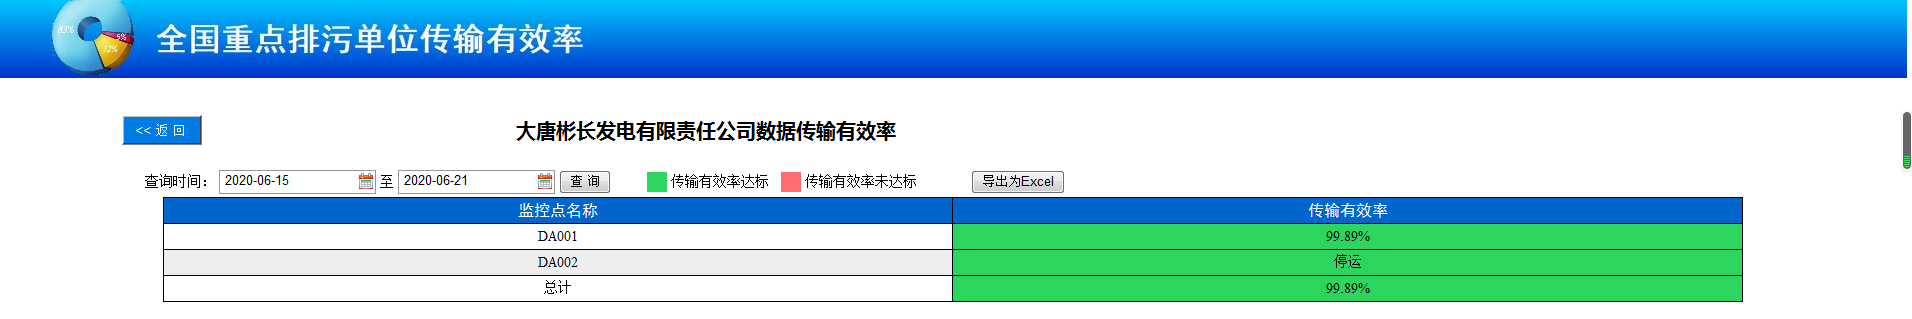 83%
5%
12%
全国重点排污单位传输有效率
<< 返 回
大唐彬长发电有限责任公司数据传输有效率
查询时间： 2020-06-15 至 2020-06-21 查 询 传输有效率达标 传输有效率未达标 导出为Excel
监控点名称 传输有效率
DA001 99.89%
DA002 停运
总计 99.89%